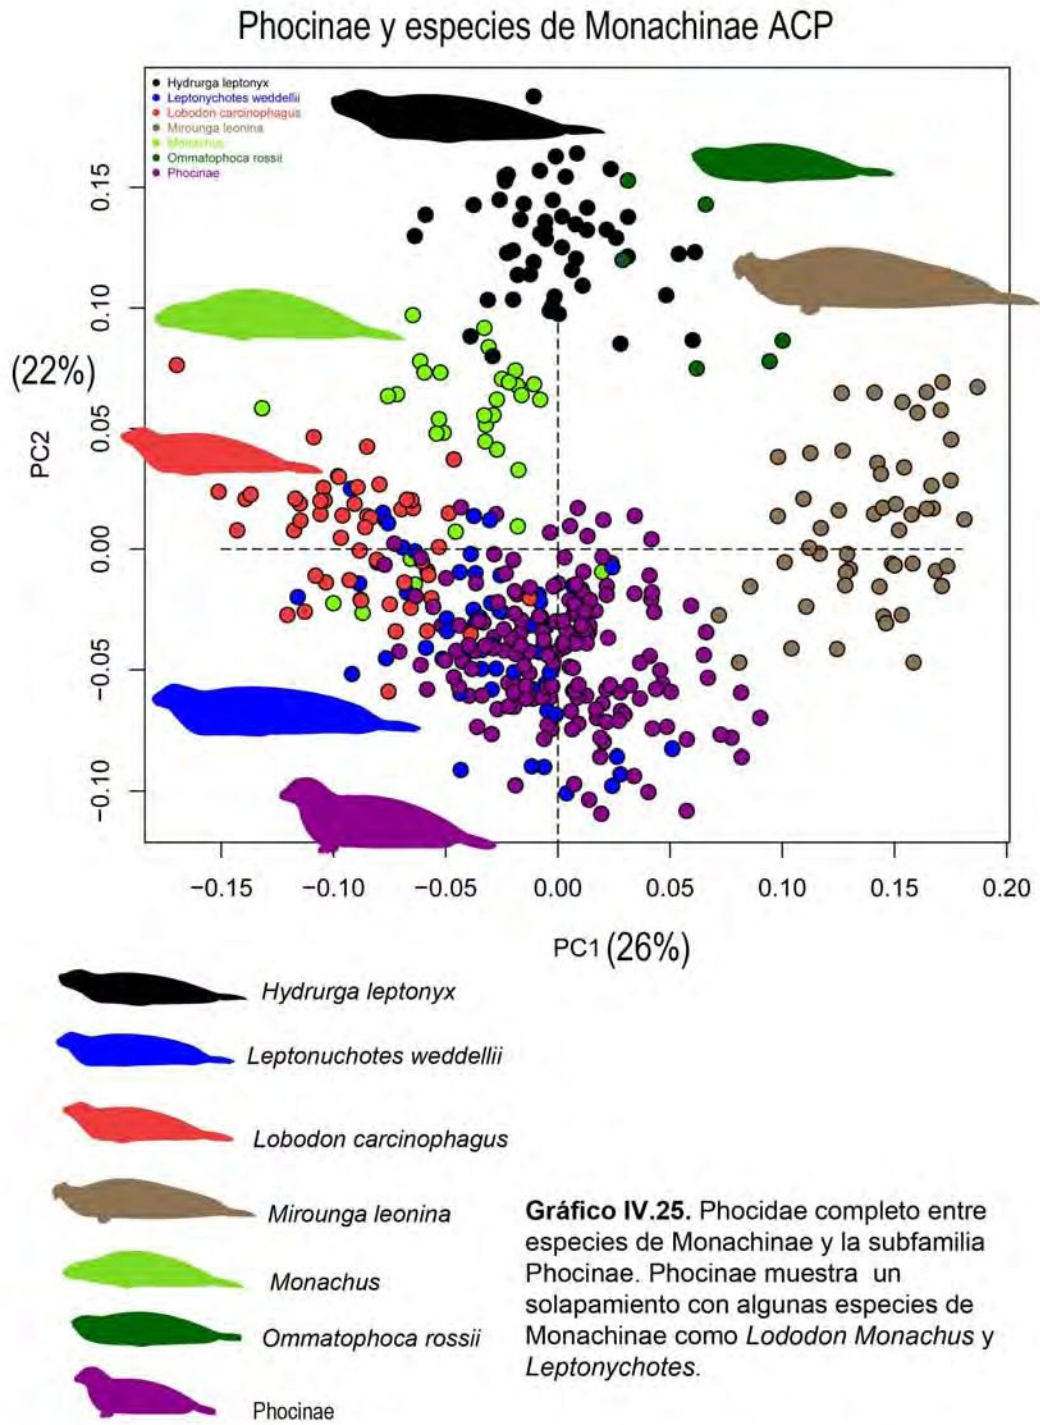 Phocinae y especies de Monachinae ACP
Hydrurga leptonyx
Leptonychotes weddellii
Lobodon carcinophagus
Mirounga leonina
Monachus
Ommatophoca rossii
Phocinae
0.15
0.10
(22%)
0.05
PC2
0.00
−0.05
−0.10
−0.15
−0.10
−0.05
0.00
0.05
0.10
0.15
0.20
PC1 (26%)
Hydrurga leptonyx
Leptonuchotes weddellii
Lobodon carcinophagus
Mirounga leonina
Monachus
Ommatophoca rossii
Phocinae
Gráfico IV.25. Phocidae completo entre
especies de Monachinae y la subfamilia
Phocinae. Phocinae muestra un
solapamiento con algunas especies de
Monachinae como Lododon Monachus y
Leptonychotes.